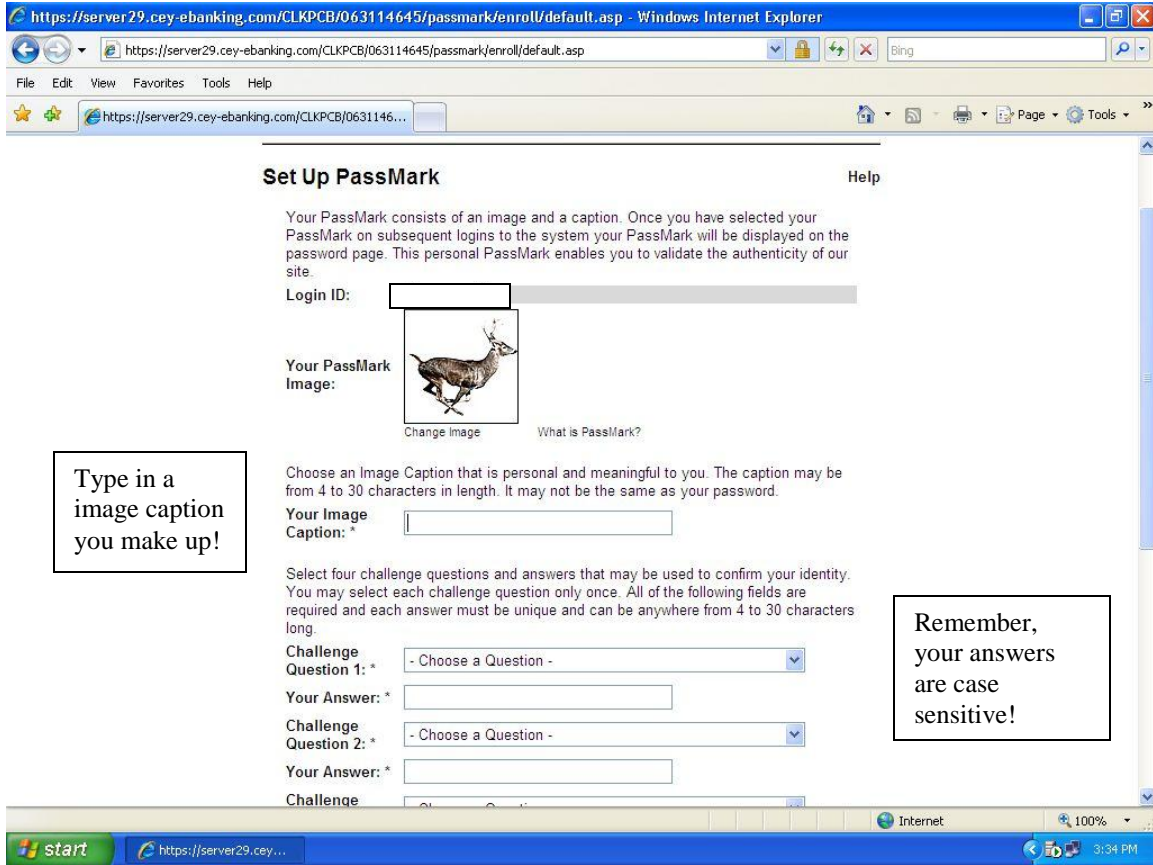 https://server29.cey-ebanking.com/CLKPCB/063114645/passmark/enroll/default.asp - Windows Internet Explorer
https://server29.cey-ebanking.com/CLKPCB/063114645/passmark/enroll/default.asp
Bing
File Edit View Favorites Tools Help
https://server29.cey-ebanking.com/CLKPCB/0631146...
Page Tools
Set Up PassMark Help
Your PassMark consists of an image and a caption. Once you have selected your
PassMark on subsequent logins to the system your PassMark will be displayed on the
password page. This personal PassMark enables you to validate the authenticity of our
site.
Login ID:
Your PassMark
Image:
Change Image What is PassMark?
Type in a
image caption
you make up!
Choose an Image Caption that is personal and meaningful to you. The caption may be
from 4 to 30 characters in length. It may not be the same as your password.
Your Image
Caption: *
Select four challenge questions and answers that may be used to confirm your identity.
You may select each challenge question only once. All of the following fields are
required and each answer must be unique and can be anywhere from 4 to 30 characters
long.
Remember,
your answers
are case
sensitive!
Challenge
Question 1: *
- Choose a Question -
Your Answer: *
Challenge
Question 2: *
- Choose a Question -
Your Answer: *
Challenge
Internet 100%
start
https://server29.cey...
3:34 PM